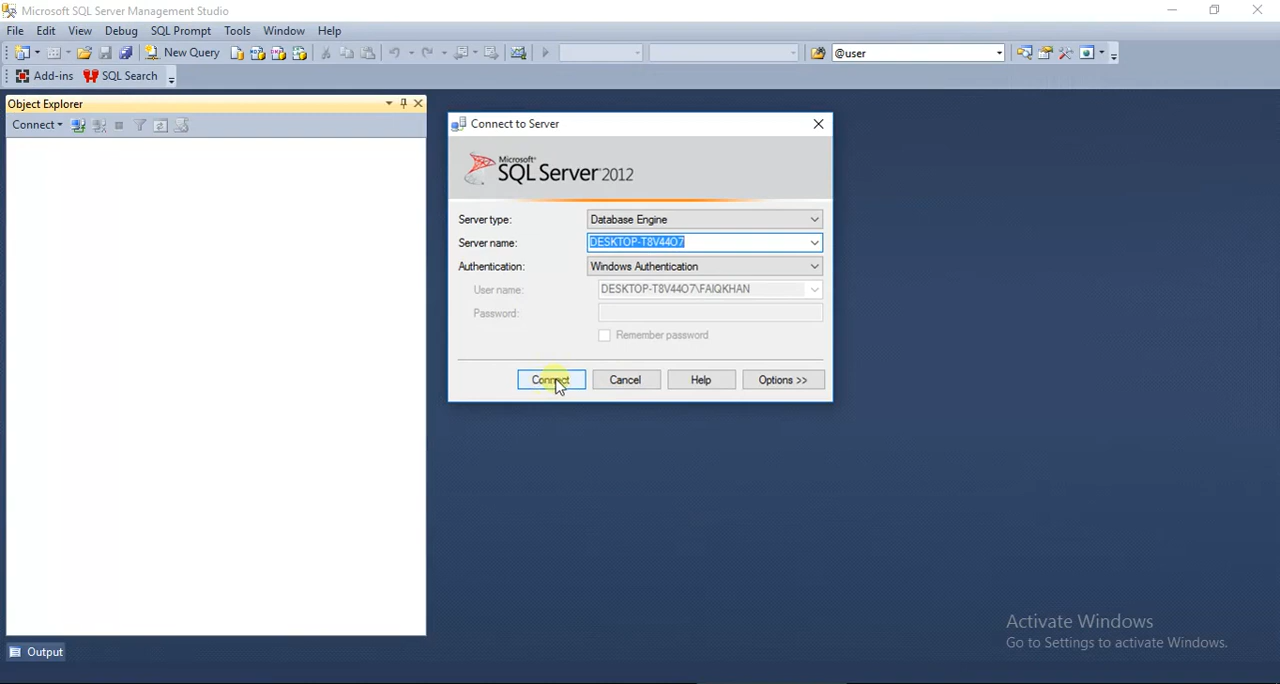 Microsoft SQL Server Management Studio
File Edit View Debug SQL Prompt Tools Window Help
New Query @user
Add-ins SQL Search
Object Explorer
Connect
Connect to Server
Microsoft
SQL Server 2012
Server type: Database Engine
Server name: DESKTOP-T8V44O7
Authentication: Windows Authentication
User name: DESKTOP-T8V44O7\FAIQKHAN
Password:
Remember password
Connect Cancel Help Options >>
Activate Windows
Go to Settings to activate Windows.
Output